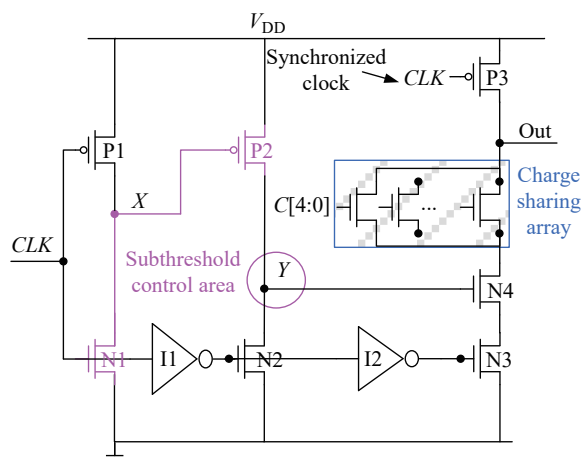 V_DD
Synchronized
clock
CLK
P3
Out
P1
P2
X
C[4:0]
...
Charge
sharing
array
CLK
Subthreshold
control area
Y
N4
N1
I1
N2
I2
N3